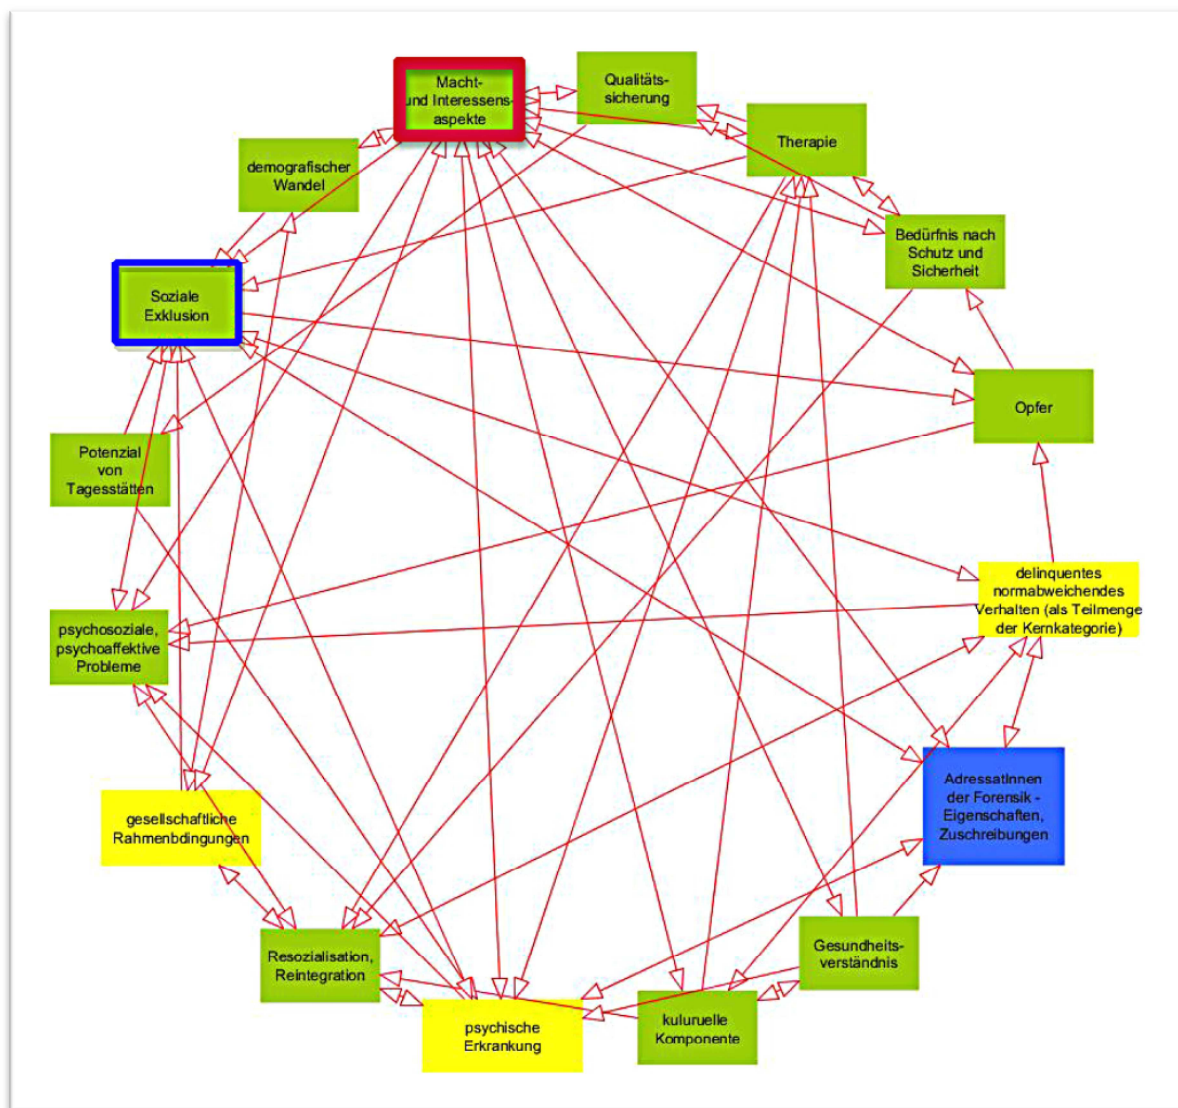 Macht-
und Interessens-
aspekte
Qualitäts-
sicherung
Therapie
Bedürfnis nach
Schutz und
Sicherheit
Opfer
delinquentes
normabweichendes
Verhalten (als Teilmenge
der Kernkategorie)
AdressatInnen
der Forensik -
Eigenschaften,
Zuschreibungen
Gesundheits-
verständnis
kuluruelle
Komponente
psychische
Erkrankung
Resozialisation,
Reintegration
gesellschaftliche
Rahmenbdingungen
psychosoziale,
psychoaffektive
Probleme
Potenzial
von
Tagesstätten
Soziale
Exklusion
demografischer
Wandel